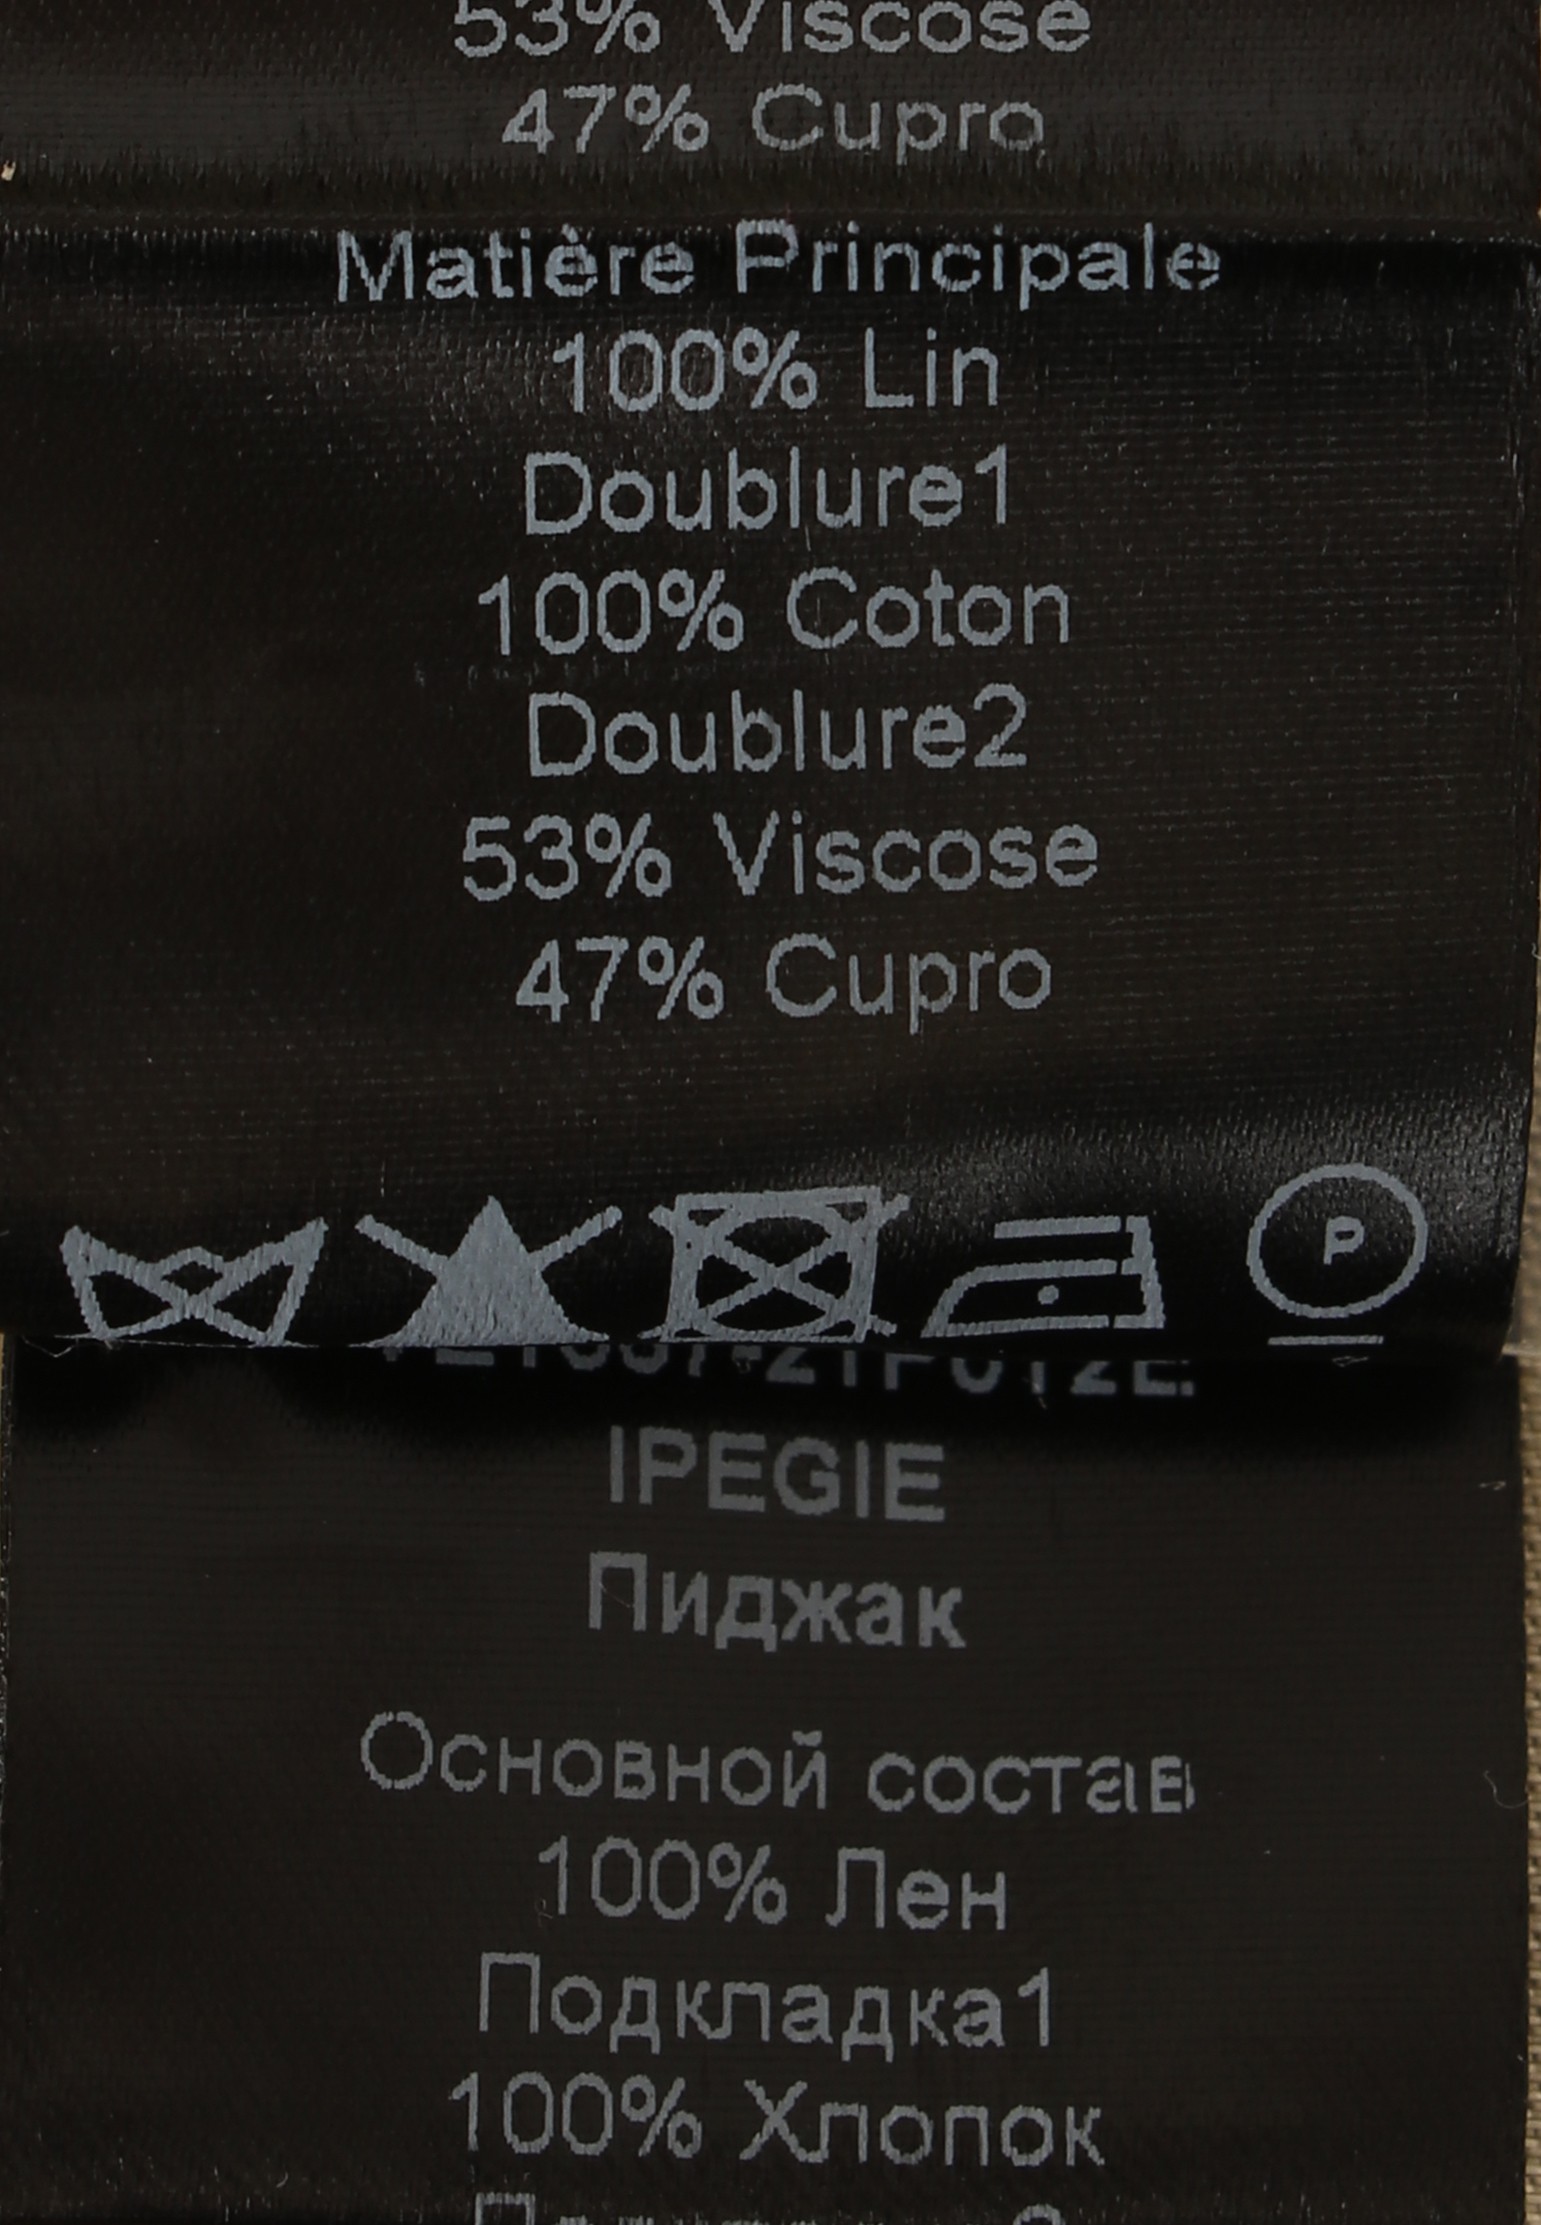 53% Viscose
47% Cupro
Matière Principale
100% Lin
Doublure1
100% Coton
Doublure2
53% Viscose
47% Cupro
P
IPEGIE
Пиджак
Основной состав
100% Лен
Подкладка1
100% Хлопок